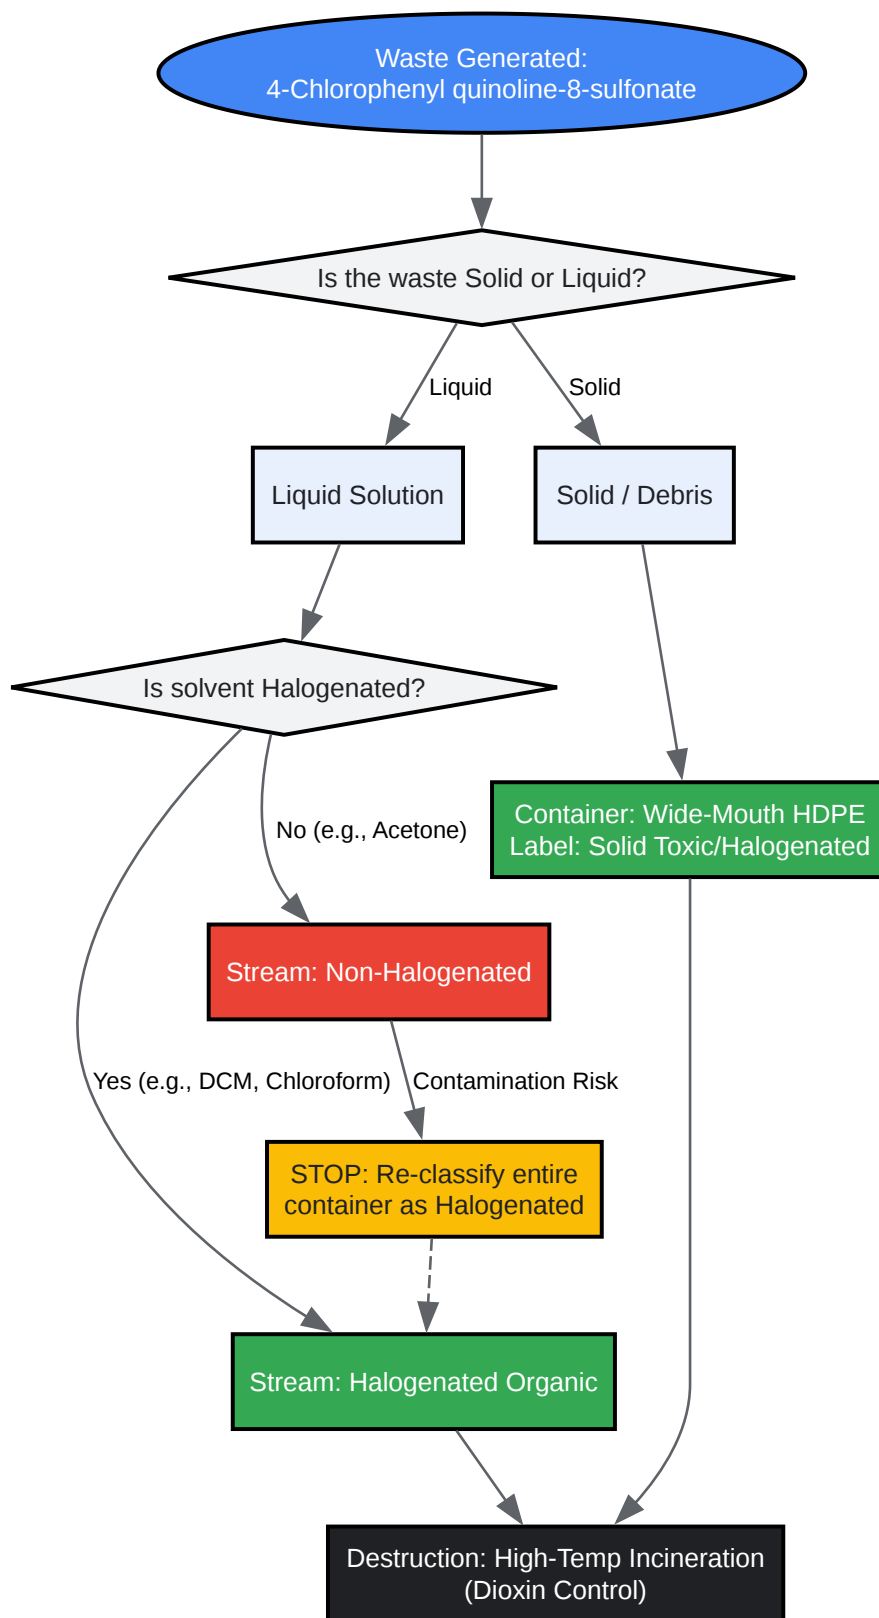 Waste Generated:
4-Chlorophenyl quinoline-8-sulfonate
Is the waste Solid or Liquid?
Liquid
Solid
Liquid Solution
Solid / Debris
Is solvent Halogenated?
Container: Wide-Mouth HDPE
Label: Solid Toxic/Halogenated
No (e.g., Acetone)
Stream: Non-Halogenated
Yes (e.g., DCM, Chloroform)
Contamination Risk
STOP: Re-classify entire
container as Halogenated
Stream: Halogenated Organic
Destruction: High-Temp Incineration
(Dioxin Control)